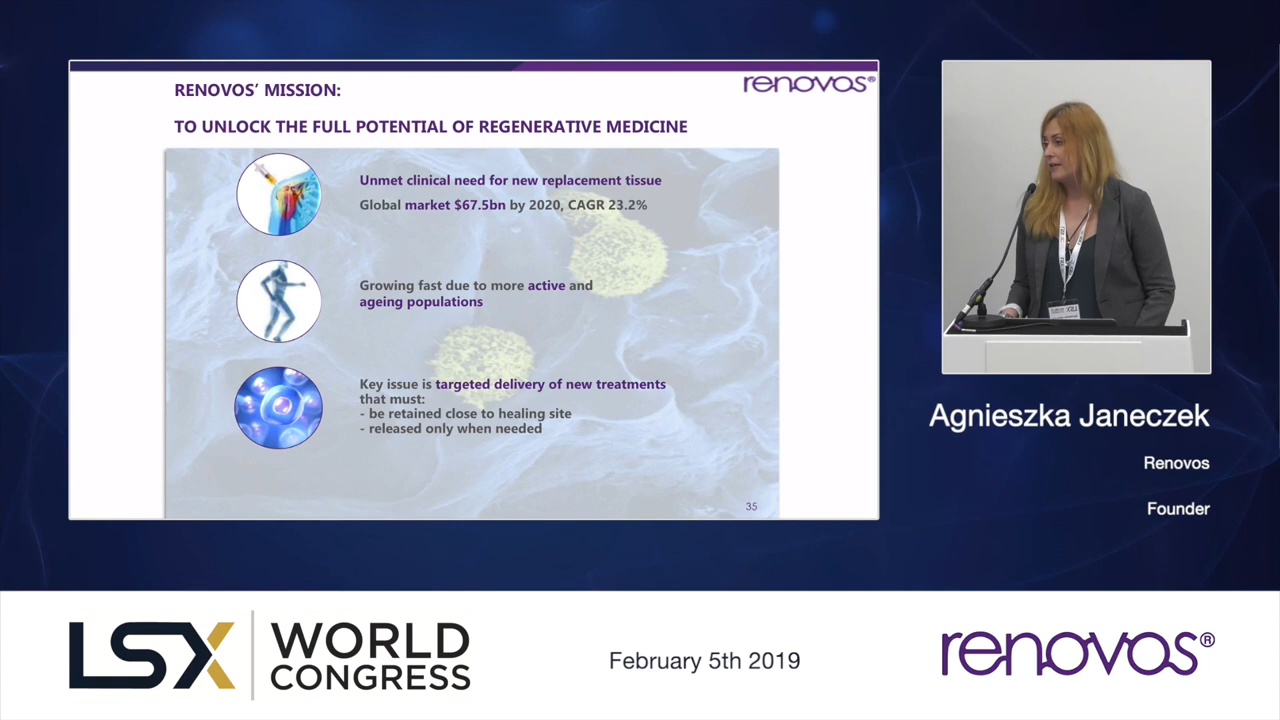 RENOVOS’ MISSION:
renovos®
TO UNLOCK THE FULL POTENTIAL OF REGENERATIVE MEDICINE
Unmet clinical need for new replacement tissue
Global market $67.5bn by 2020, CAGR 23.2%
Growing fast due to more active and
ageing populations
Key issue is targeted delivery of new treatments
that must:
- be retained close to healing site
- released only when needed
35
Agnieszka Janeczek
Renovos
Founder
LSX
WORLD
CONGRESS
February 5th 2019
renovos®